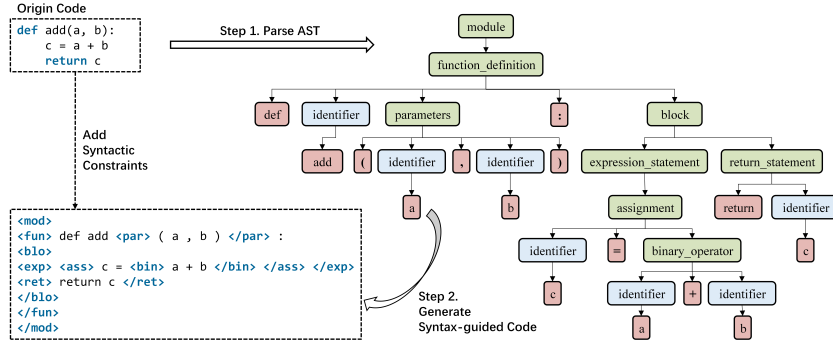 Origin Code
def add(a, b):
c = a + b
return c
Step 1. Parse AST
module
function_definition
def identifier parameters : block
add ( identifier , identifier ) expression_statement return_statement
a b assignment return identifier
identifier = binary_operator c
c identifier + identifier
a b
Add
Syntactic
Constraints
<mod>
<fun> def add <par> ( a , b ) </par> :
<blo>
<exp> <ass> c = <bin> a + b </bin> </ass> </exp>
<ret> return c </ret>
</blo>
</fun>
</mod>
Step 2.
Generate
Syntax-guided Code